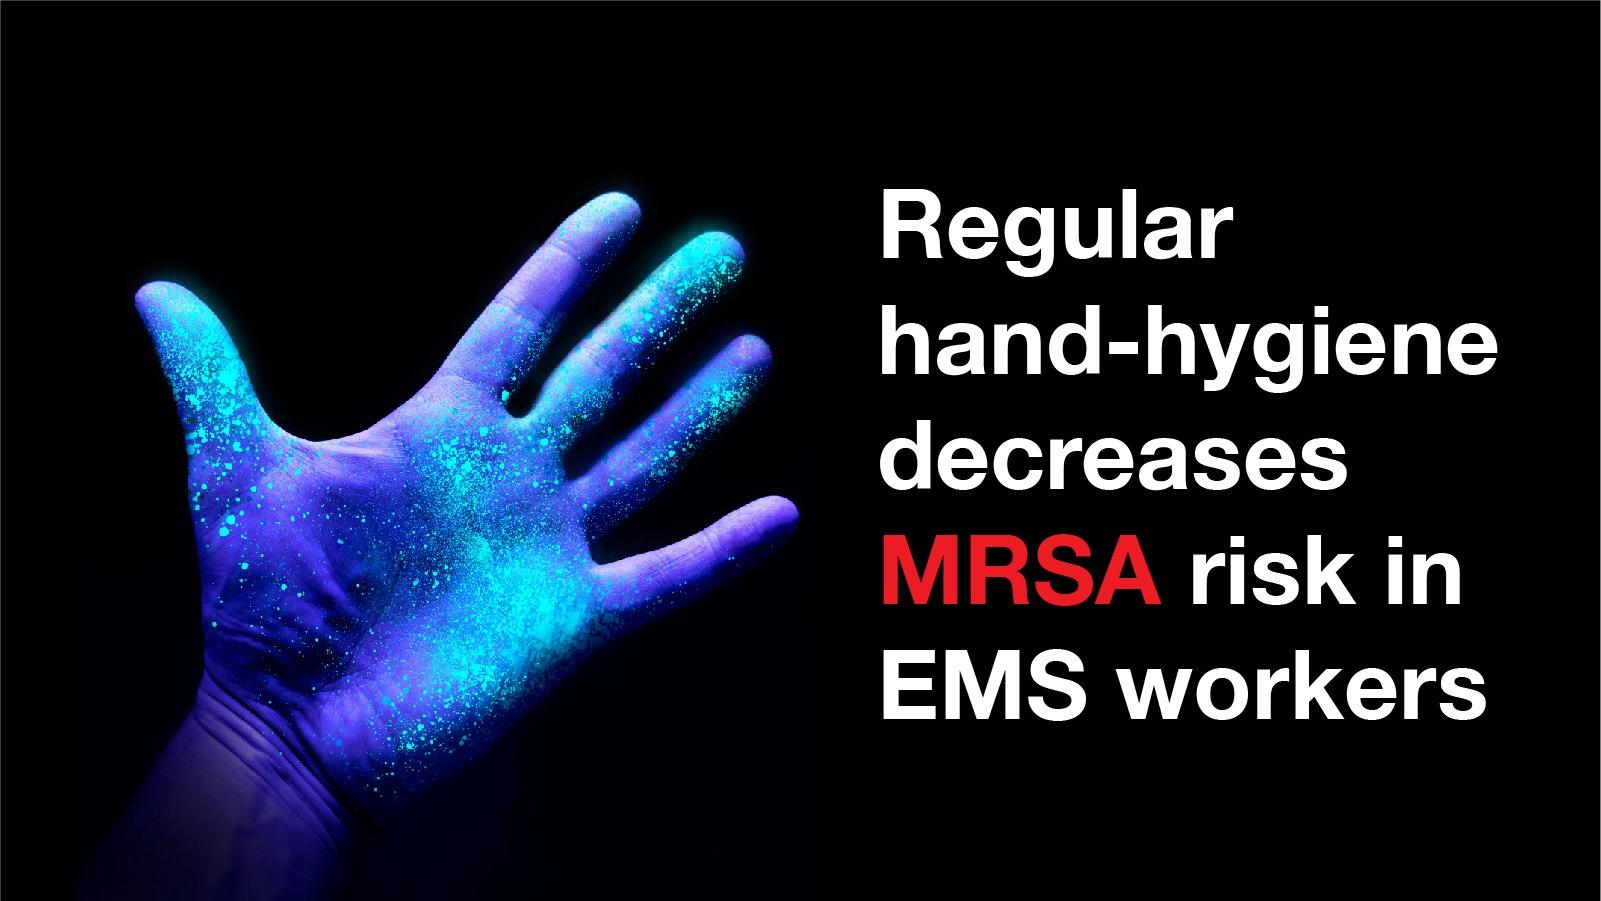 Regular
hand-hygiene
decreases
MRSA risk in
EMS workers